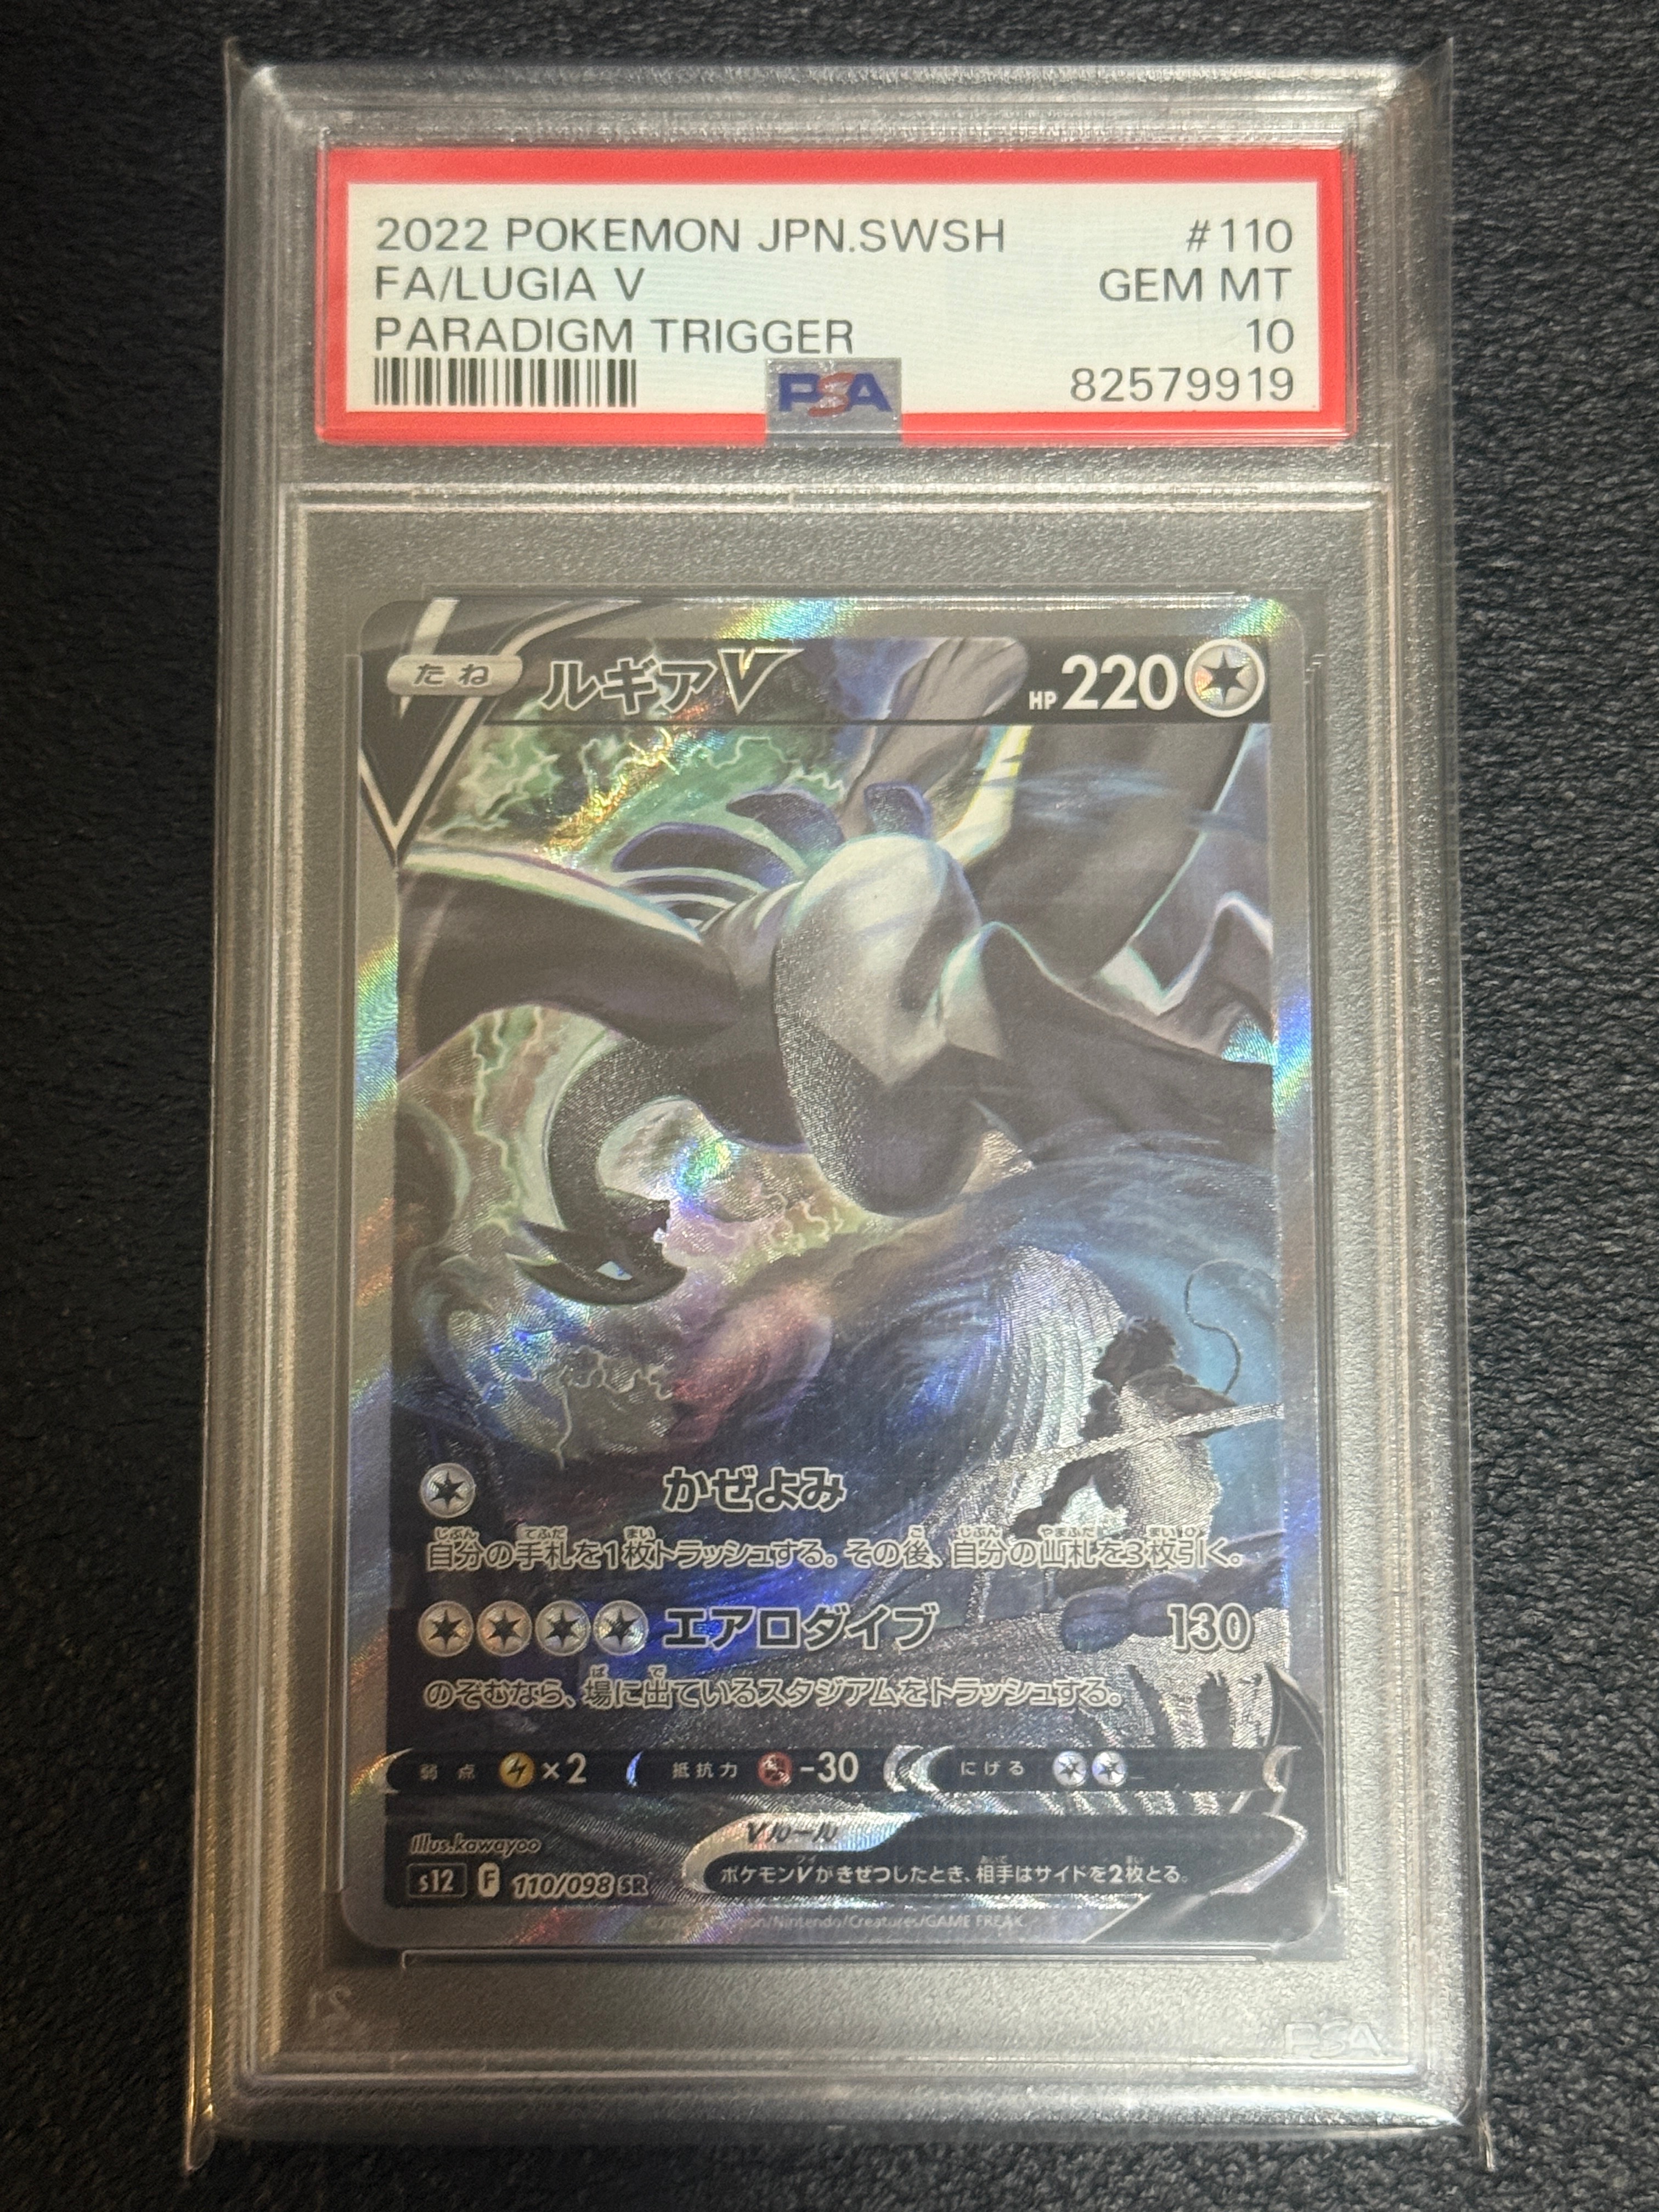 2022 POKEMON JPN.SWSH #110
FA/LUGIA V GEM MT
PARADIGM TRIGGER 10
PSA 82579919
たね ルギアV HP 220
かぜよみ
自分の手札を1枚トラッシュする。その後、自分の山札を3枚引く。
エアロダイブ 130
のぞむなら、場に出ているスタジアムをトラッシュする。
弱点 ×2 抵抗力 -30 にげる
Illus.kawayoo
Vルール
ポケモンVがきぜつしたとき、相手はサイドを2枚とる。
s12 F 110/098 SR
/Nintendo/Creatures/GAME FREAK
PSA